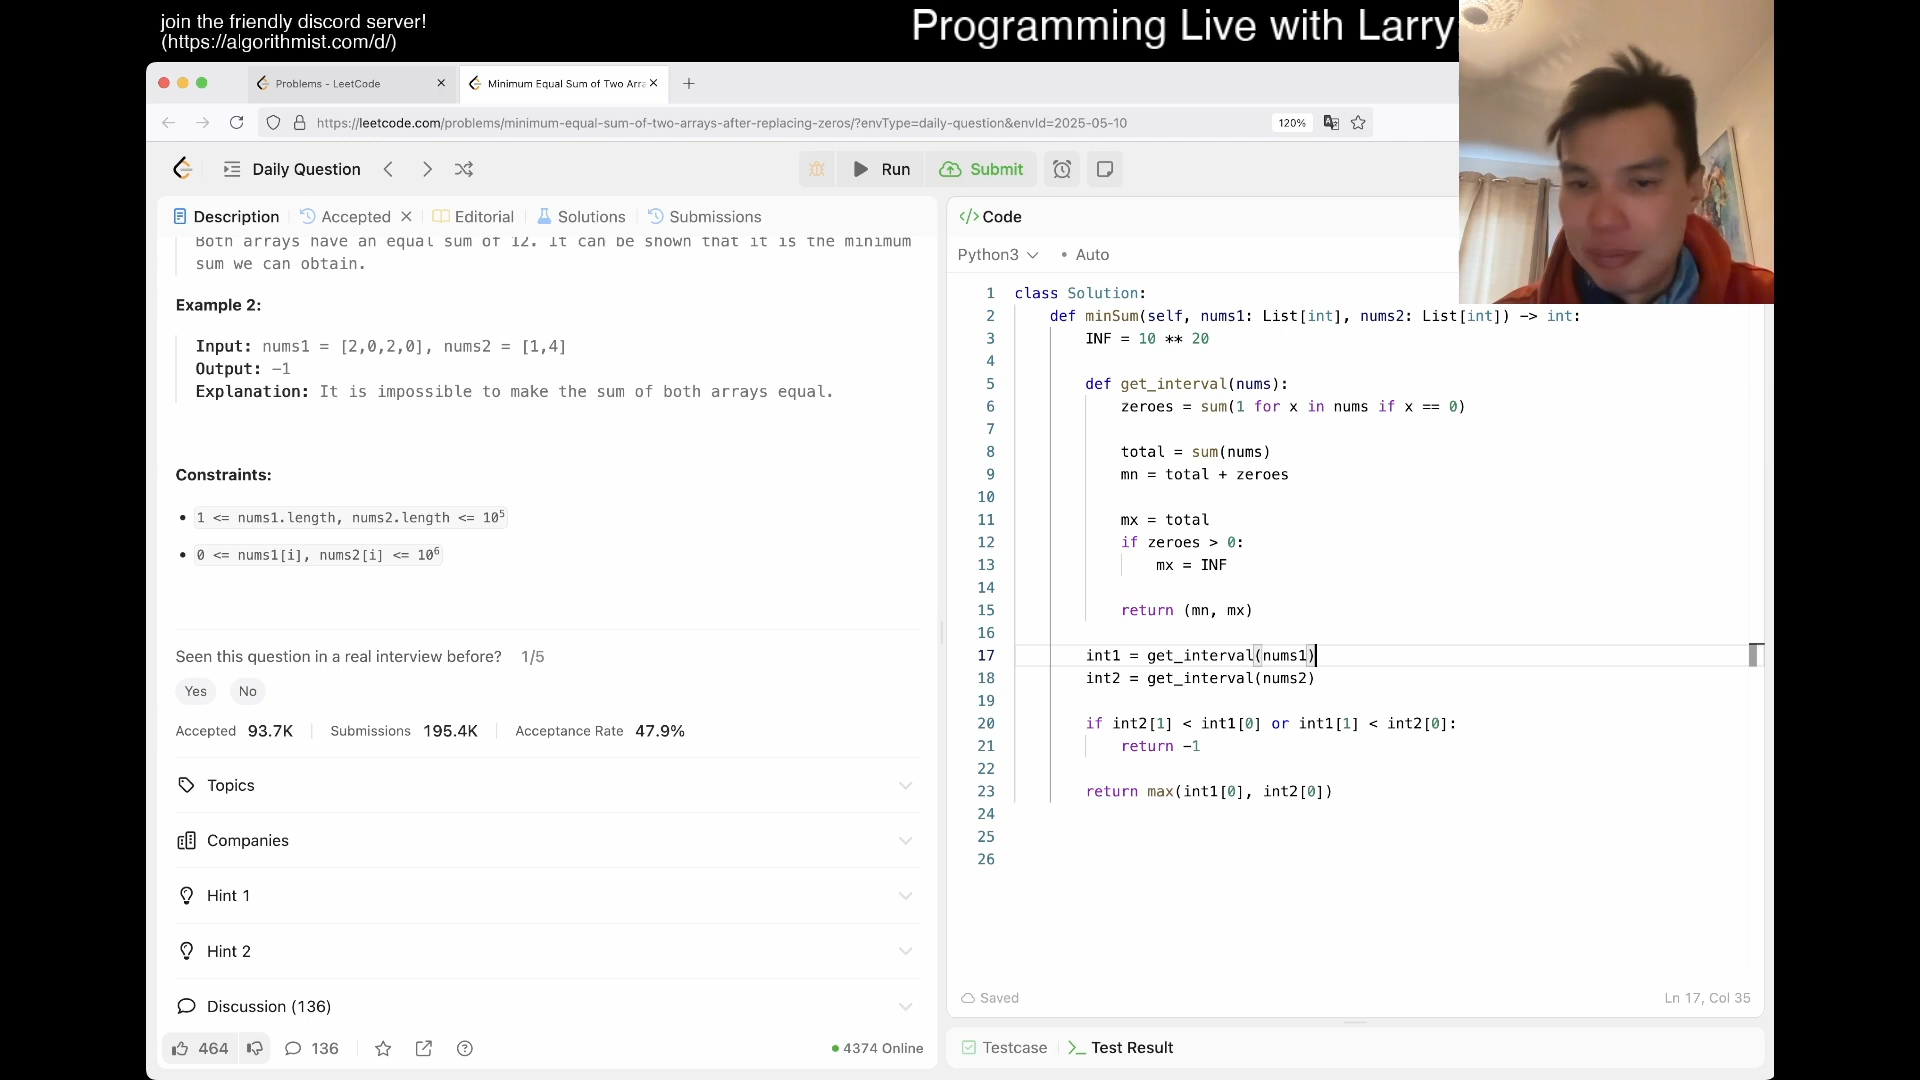 join the friendly discord server!
(https://algorithmist.com/d/)
Programming Live with Larry
Problems - LeetCode
Minimum Equal Sum of Two Arra
https://leetcode.com/problems/minimum-equal-sum-of-two-arrays-after-replacing-zeros/?envType=daily-question&envId=2025-05-10
120%
Daily Question
Run
Submit
Description
Accepted
Editorial
Solutions
Submissions
Both arrays have an equal sum of 12. It can be shown that it is the minimum
sum we can obtain.
Example 2:
Input: nums1 = [2,0,2,0], nums2 = [1,4]
Output: -1
Explanation: It is impossible to make the sum of both arrays equal.
Constraints:
• 1 <= nums1.length, nums2.length <= 10⁵
• 0 <= nums1[i], nums2[i] <= 10⁶
Seen this question in a real interview before? 1/5
Yes No
Accepted 93.7K Submissions 195.4K Acceptance Rate 47.9%
Topics
Companies
Hint 1
Hint 2
Discussion (136)
464
136
4374 Online
</> Code
Python3 • Auto
1 class Solution:
2 def minSum(self, nums1: List[int], nums2: List[int]) -> int:
3 INF = 10 ** 20
4
5 def get_interval(nums):
6 zeroes = sum(1 for x in nums if x == 0)
7
8 total = sum(nums)
9 mn = total + zeroes
10
11 mx = total
12 if zeroes > 0:
13 mx = INF
14
15 return (mn, mx)
16
17 int1 = get_interval(nums1)
18 int2 = get_interval(nums2)
19
20 if int2[1] < int1[0] or int1[1] < int2[0]:
21 return -1
22
23 return max(int1[0], int2[0])
24
25
26
Saved
Ln 17, Col 35
Testcase
Test Result